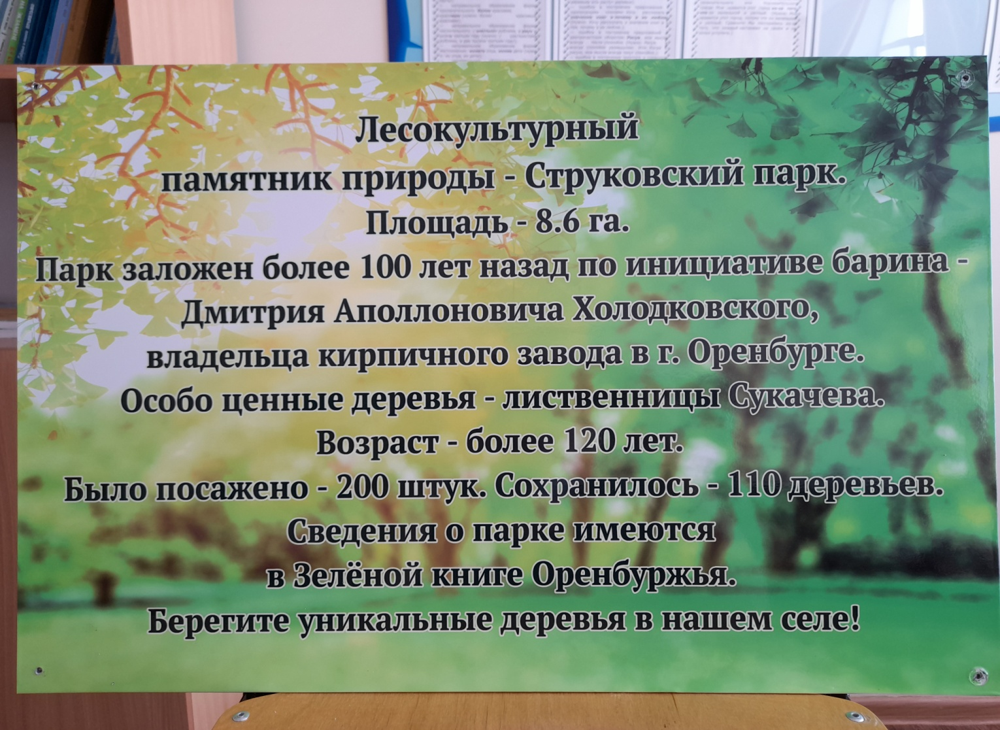 Лесокультурный
памятник природы - Струковский парк.
Площадь - 8.6 га.
Парк заложен более 100 лет назад по инициативе барина -
Дмитрия Аполлоновича Холодковского,
владельца кирпичного завода в г. Оренбурге.
Особо ценные деревья - лиственницы Сукачева.
Возраст - более 120 лет.
Было посажено - 200 штук. Сохранилось - 110 деревьев.
Сведения о парке имеются
в Зелёной книге Оренбуржья.
Берегите уникальные деревья в нашем селе!